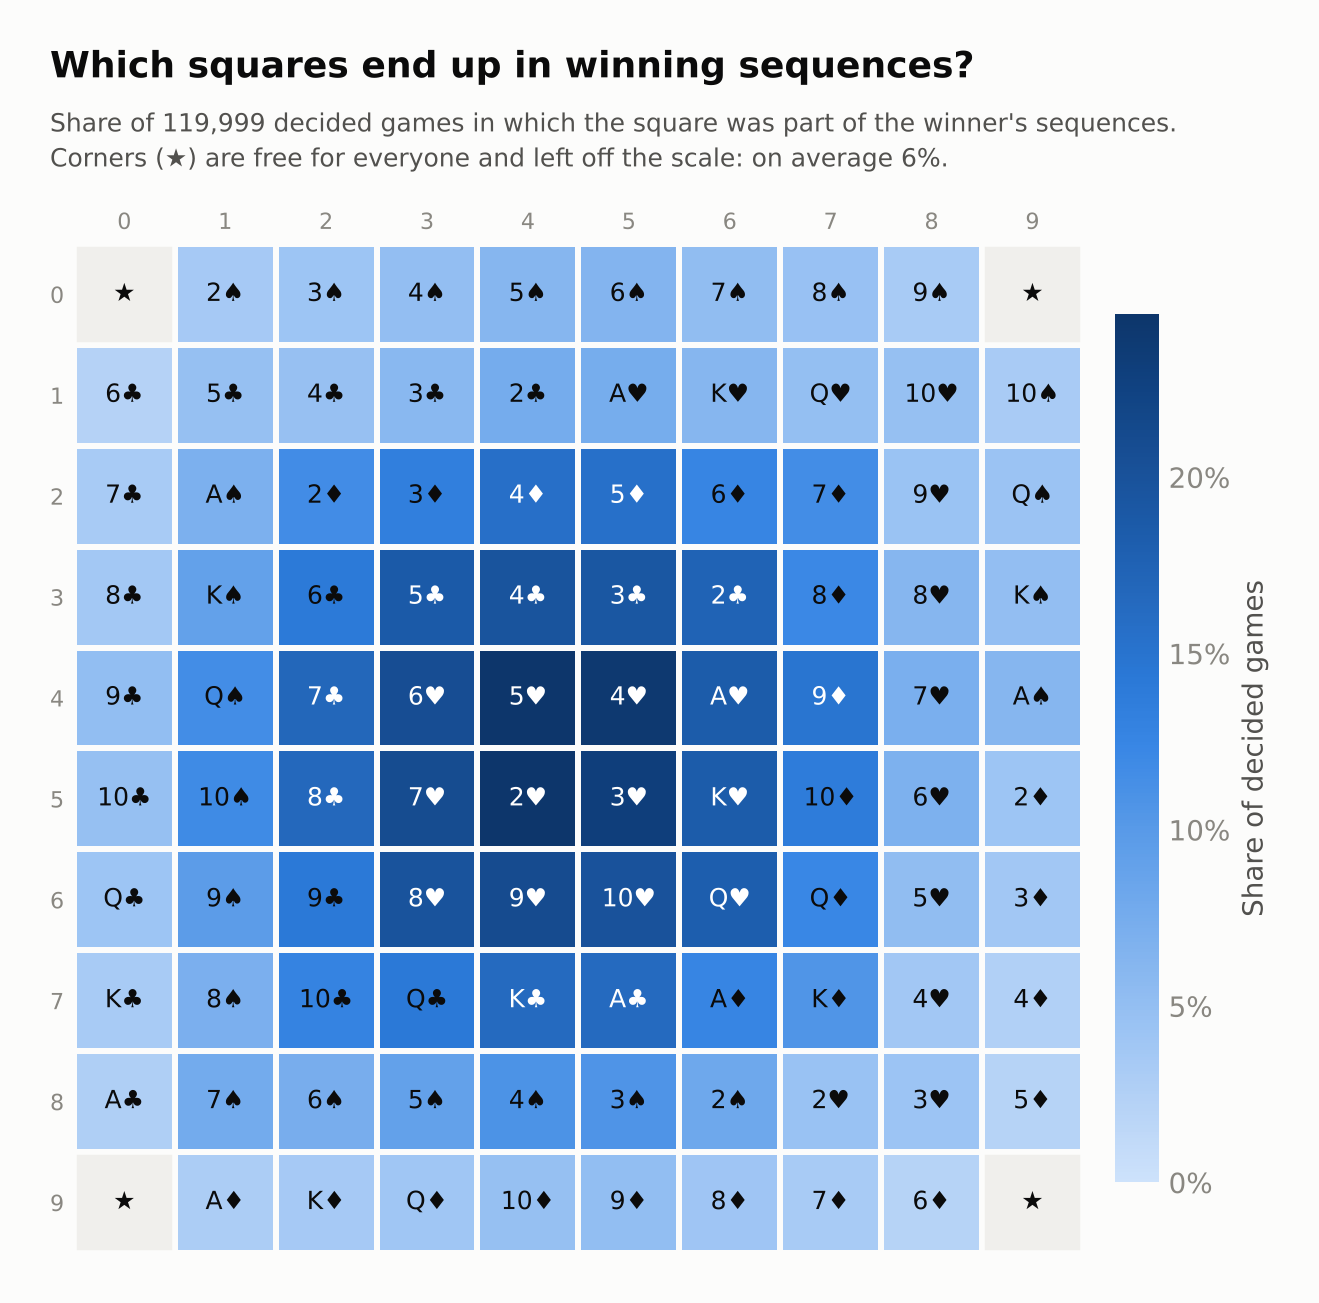 Which squares end up in winning sequences?
Share of 119,999 decided games in which the square was part of the winner's sequences.
Corners (★) are free for everyone and left off the scale: on average 6%.
0 1 2 3 4 5 6 7 8 9
0 ★ 2♠ 3♠ 4♠ 5♠ 6♠ 7♠ 8♠ 9♠ ★
1 6♣ 5♣ 4♣ 3♣ 2♣ A♥ K♥ Q♥ 10♥ 10♠
2 7♣ A♠ 2♦ 3♦ 4♦ 5♦ 6♦ 7♦ 9♥ Q♠
3 8♣ K♠ 6♣ 5♣ 4♣ 3♣ 2♣ 8♦ 8♥ K♠
4 9♣ Q♠ 7♣ 6♥ 5♥ 4♥ A♥ 9♦ 7♥ A♠
5 10♣ 10♠ 8♣ 7♥ 2♥ 3♥ K♥ 10♦ 6♥ 2♦
6 Q♣ 9♠ 9♣ 8♥ 9♥ 10♥ Q♥ Q♦ 5♥ 3♦
7 K♣ 8♠ 10♣ Q♣ K♣ A♣ A♦ K♦ 4♥ 4♦
8 A♣ 7♠ 6♠ 5♠ 4♠ 3♠ 2♠ 2♥ 3♥ 5♦
9 ★ A♦ K♦ Q♦ 10♦ 9♦ 8♦ 7♦ 6♦ ★
20%
15%
10%
5%
0%
Share of decided games